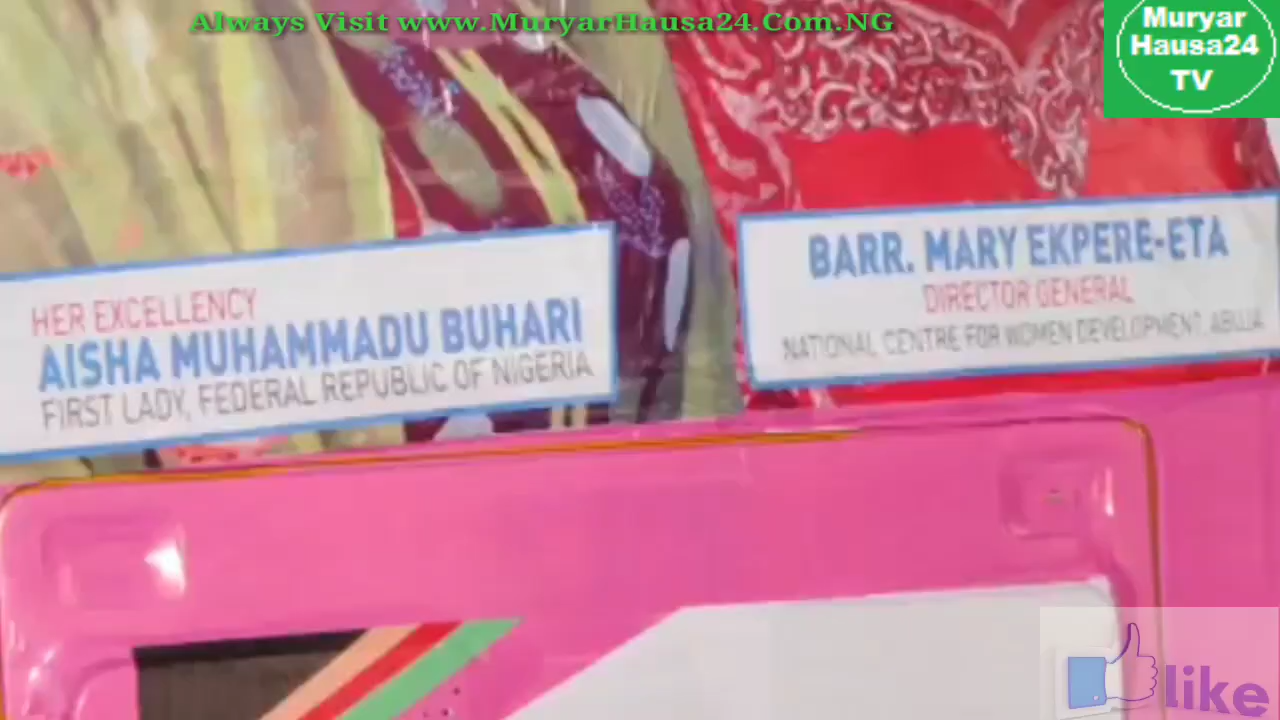 Always Visit www.MuryarHausa24.Com.NG
Muryar
Hausa24
TV
HER EXCELLENCY
AISHA MUHAMMADU BUHARI
FIRST LADY, FEDERAL REPUBLIC OF NIGERIA
BARR. MARY EKPERE-ETA
DIRECTOR GENERAL
NATIONAL CENTRE FOR WOMEN DEVELOPMENT, ABUJA
like